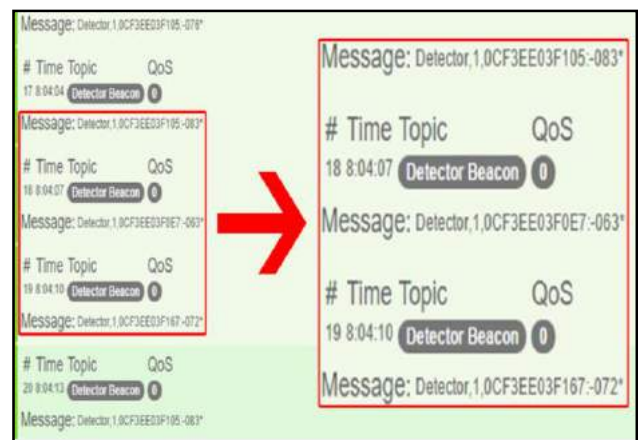 Message: Detector,1,0CF3EE03F105:-076*
# Time Topic QoS
17 8:04:04 Detector Beacon 0
Message: Detector,1,0CF3EE03F105:-083*
# Time Topic QoS
18 8:04:07 Detector Beacon 0
Message: Detector,1,0CF3EE03F0E7:-063*
# Time Topic QoS
19 8:04:10 Detector Beacon 0
Message: Detector,1,0CF3EE03F167:-072*
# Time Topic QoS
20 8:04:13 Detector Beacon 0
Message: Detector,1,0CF3EE03F105:-083*
Message: Detector,1,0CF3EE03F105:-083*
# Time Topic QoS
18 8:04:07 Detector Beacon 0
Message: Detector,1,0CF3EE03F0E7:-063*
# Time Topic QoS
19 8:04:10 Detector Beacon 0
Message: Detector,1,0CF3EE03F167:-072*